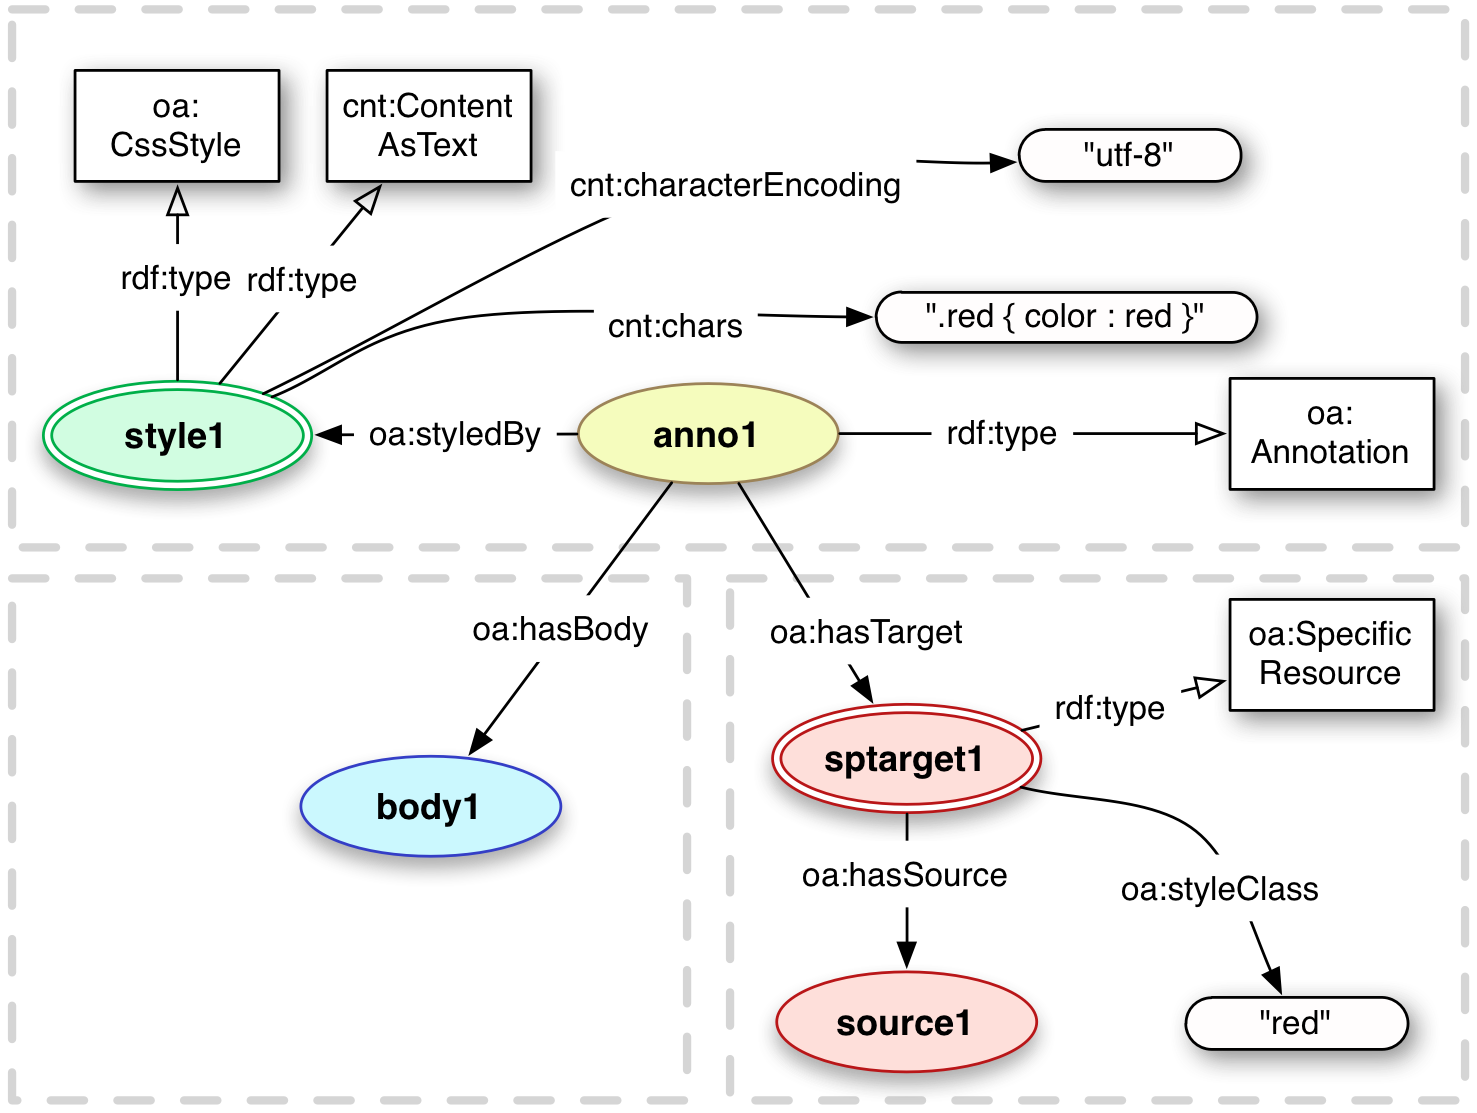 oa:
CssStyle
cnt:Content
AsText
cnt:characterEncoding
"utf-8"
rdf:type
rdf:type
cnt:chars
".red { color : red }"
style1
oa:styledBy
anno1
rdf:type
oa:
Annotation
oa:hasBody
oa:hasTarget
oa:Specific
Resource
rdf:type
sptarget1
body1
oa:hasSource
oa:styleClass
source1
"red"